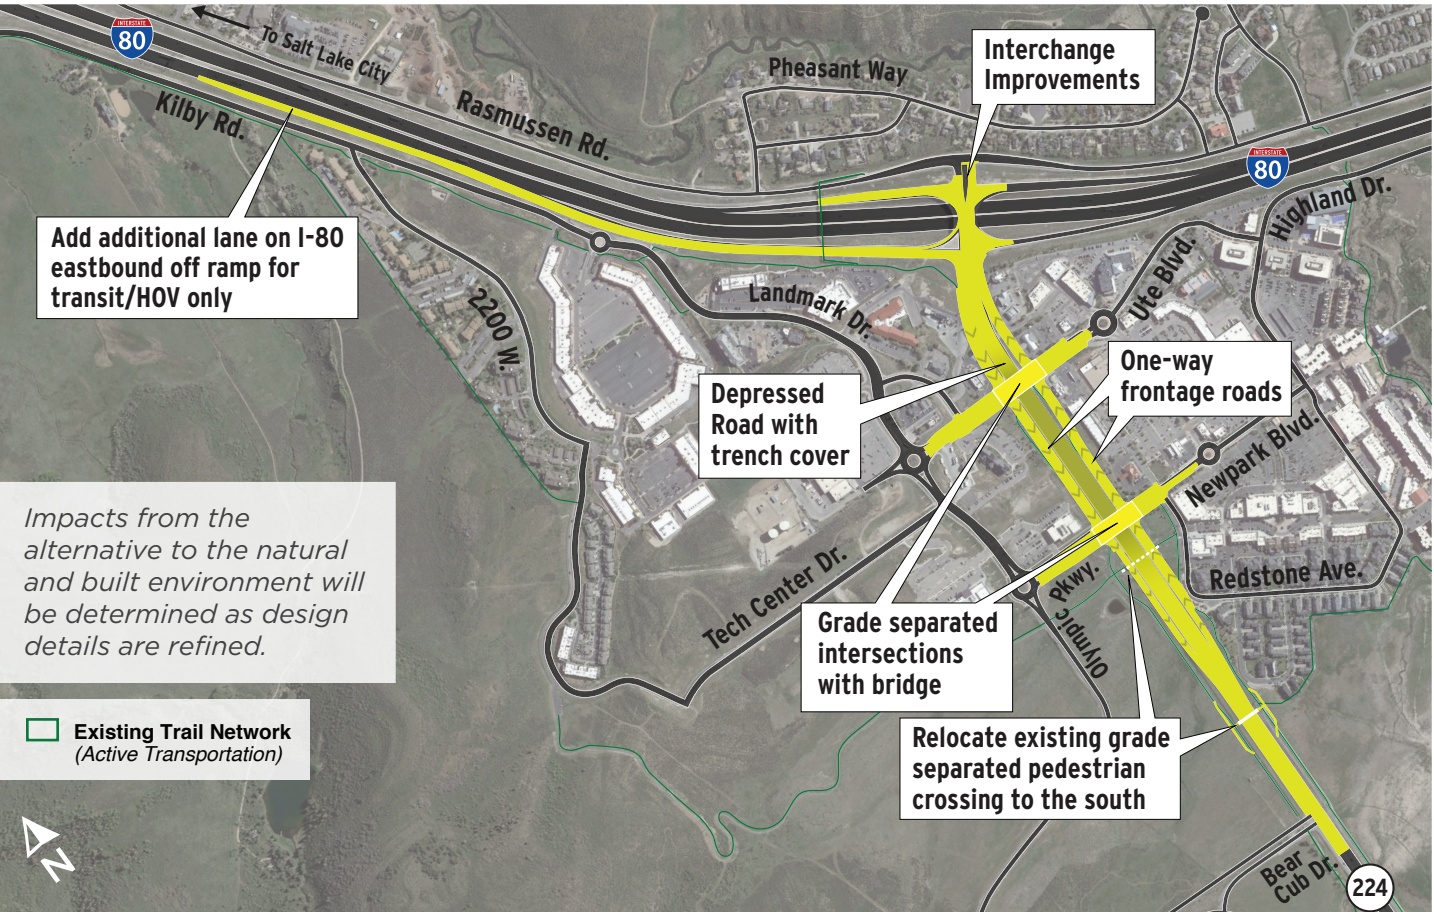 INTERSTATE
80
To Salt Lake City
Pheasant Way
Interchange
Improvements
Kilby Rd.
Rasmussen Rd.
INTERSTATE
80
Highland Dr.
Add additional lane on I-80
eastbound off ramp for
transit/HOV only
2200 W.
Landmark Dr.
Ute Blvd.
Depressed
Road with
trench cover
One-way
frontage roads
Newpark Blvd.
Impacts from the
alternative to the natural
and built environment will
be determined as design
details are refined.
Tech Center Dr.
Olympic Pkwy.
Redstone Ave.
Grade separated
intersections
with bridge
Existing Trail Network
(Active Transportation)
Relocate existing grade
separated pedestrian
crossing to the south
N
Bear
Cub Dr.
224